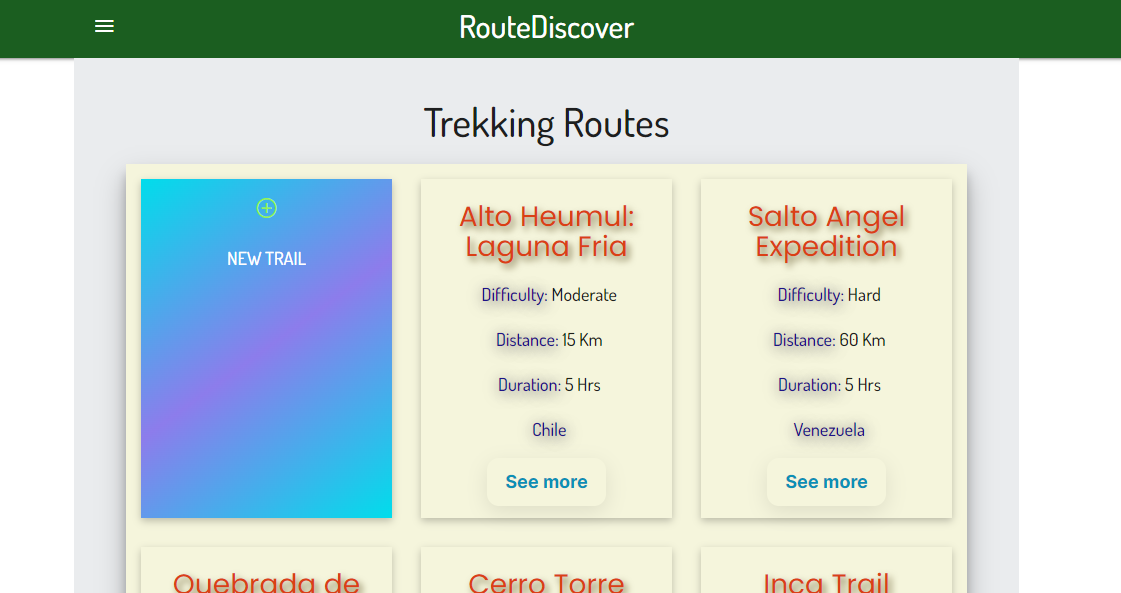 RouteDiscover
Trekking Routes
NEW TRAIL
Alto Heumul:
Laguna Fria
Difficulty: Moderate
Distance: 15 Km
Duration: 5 Hrs
Chile
See more
Salto Angel
Expedition
Difficulty: Hard
Distance: 60 Km
Duration: 5 Hrs
Venezuela
See more
Quebrada de
Cerro Torre
Inca Trail